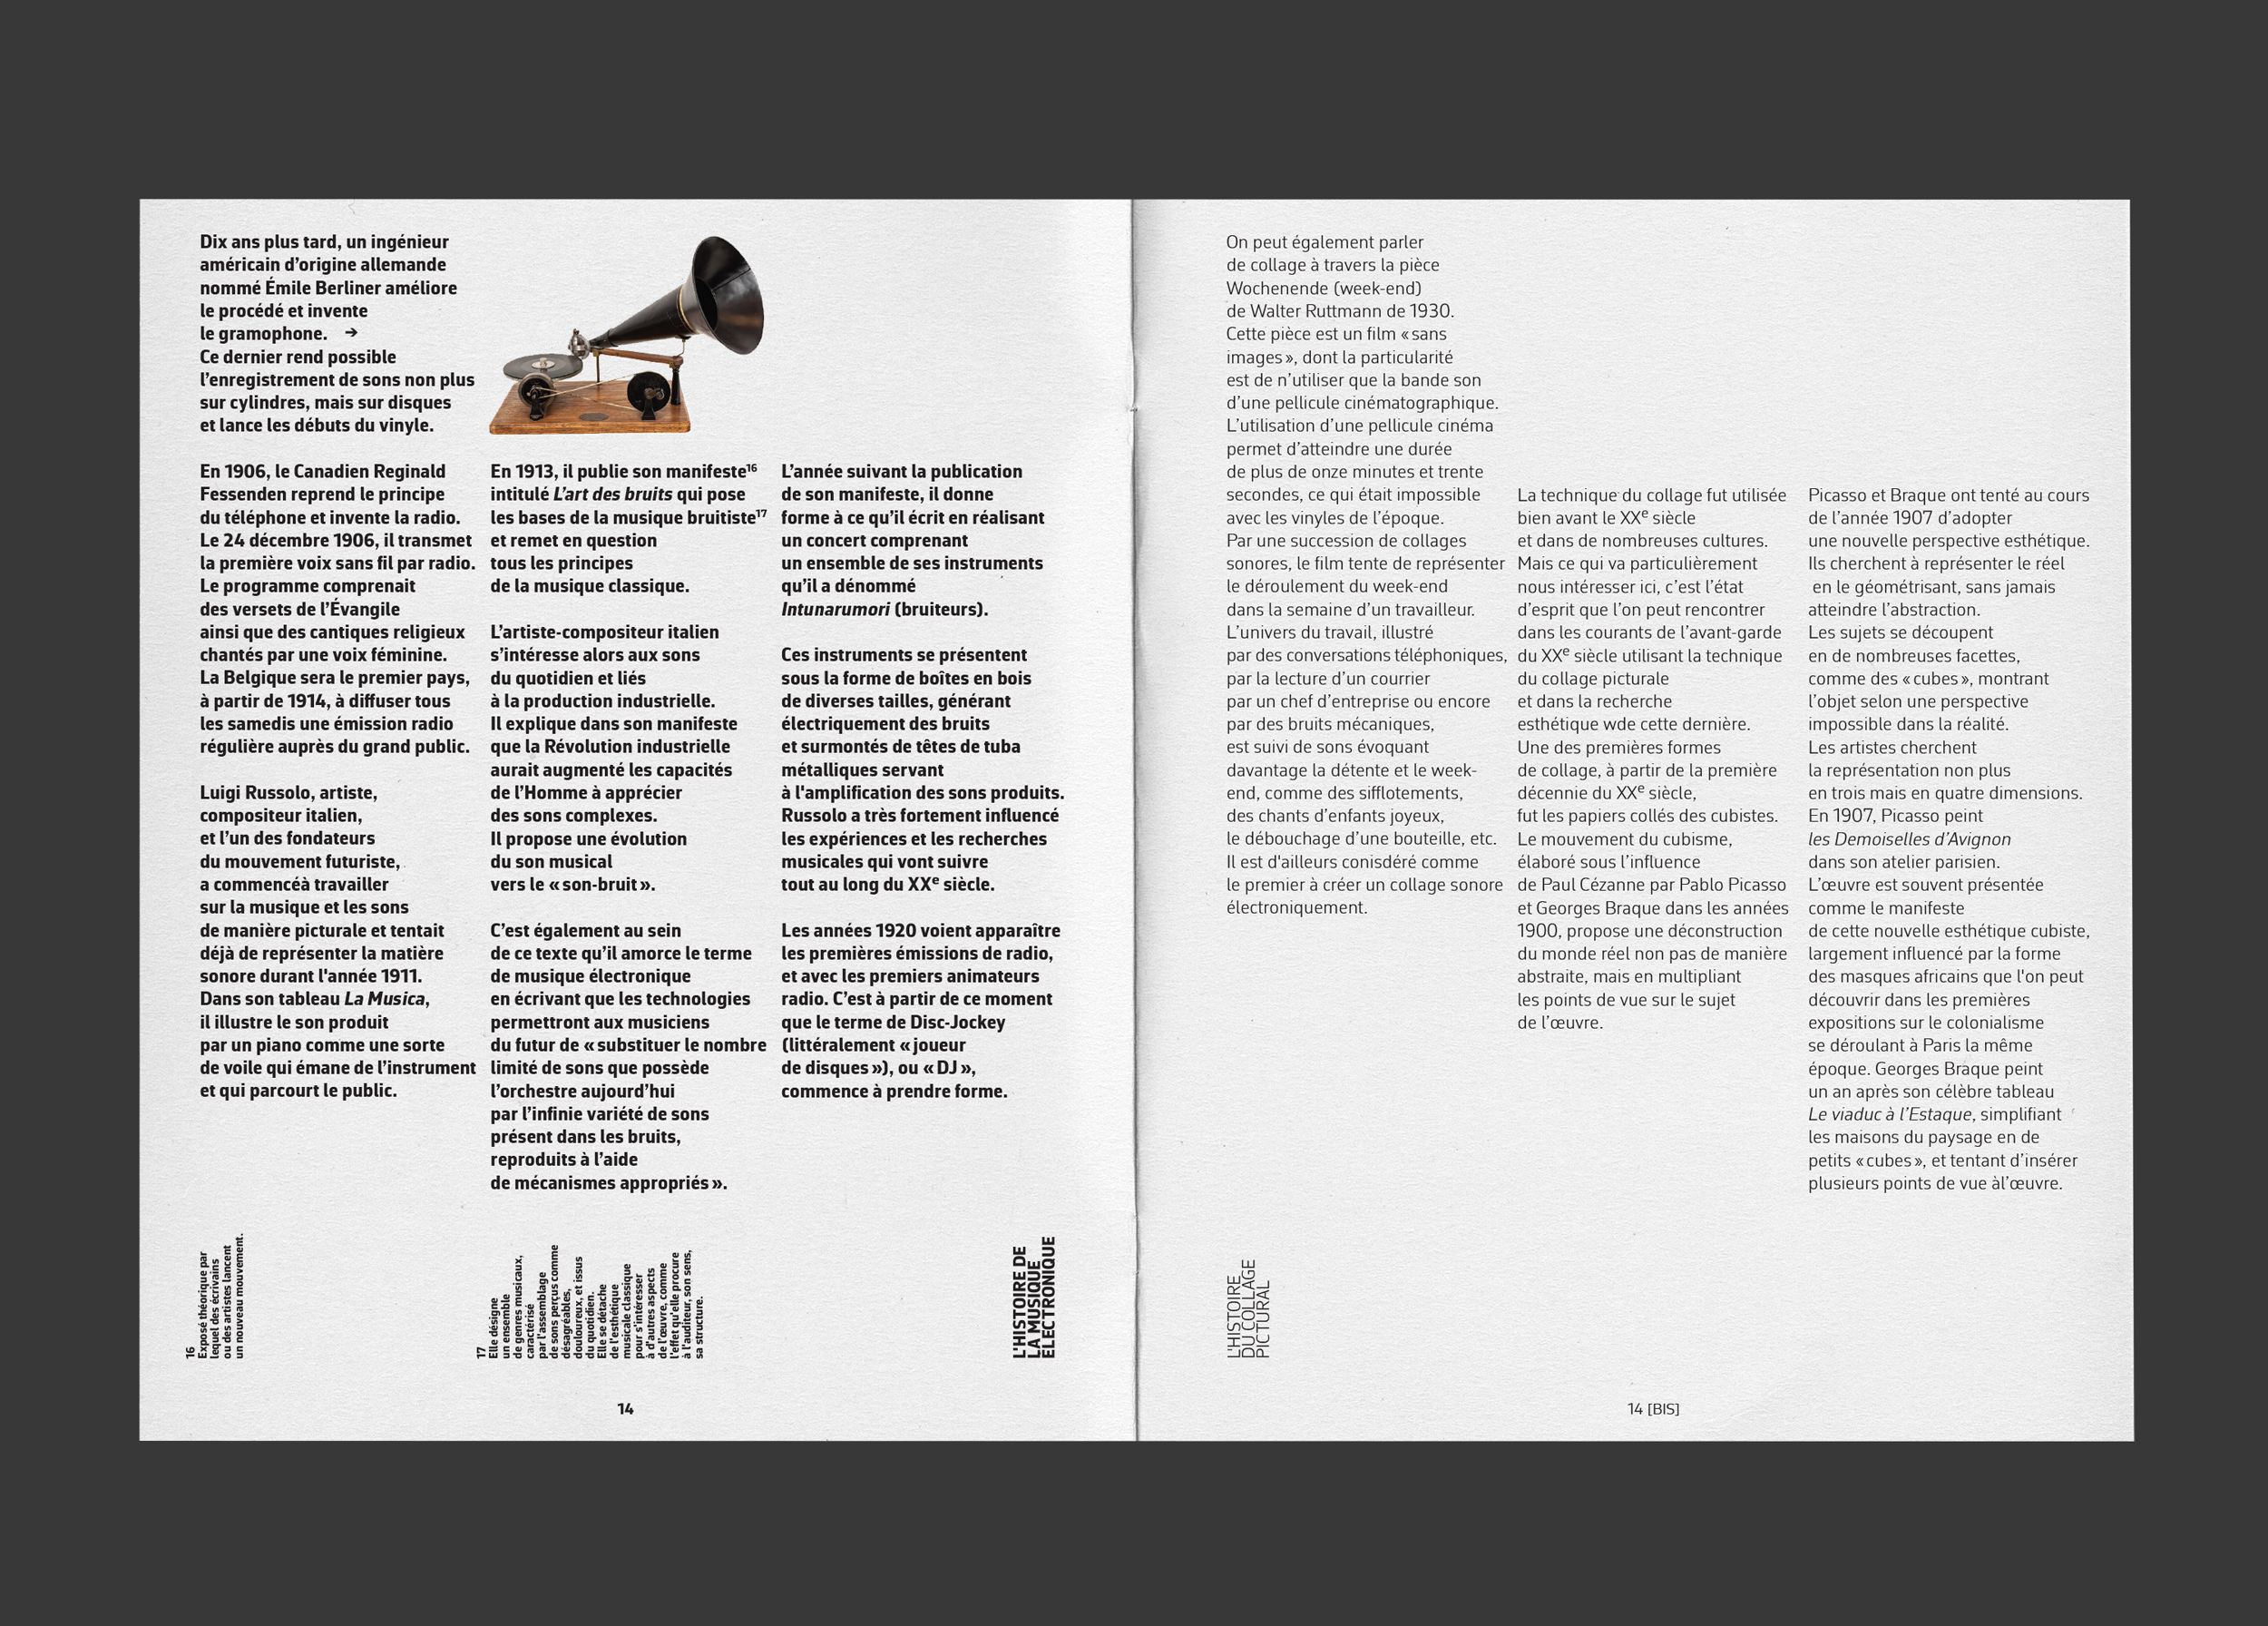 Dix ans plus tard, un ingénieur
américain d’origine allemande
nommé Émile Berliner améliore
le procédé et invente
le gramophone. →
Ce dernier rend possible
l’enregistrement de sons non plus
sur cylindres, mais sur disques
et lance les débuts du vinyle.
En 1906, le Canadien Reginald
Fessenden reprend le principe
du téléphone et invente la radio.
Le 24 décembre 1906, il transmet
la première voix sans fil par radio.
Le programme comprenait
des versets de l’Évangile
ainsi que des cantiques religieux
chantés par une voix féminine.
La Belgique sera le premier pays,
à partir de 1914, à diffuser tous
les samedis une émission radio
régulière auprès du grand public.
Luigi Russolo, artiste,
compositeur italien,
et l’un des fondateurs
du mouvement futuriste,
a commencéà travailler
sur la musique et les sons
de manière picturale et tentait
déjà de représenter la matière
sonore durant l'année 1911.
Dans son tableau La Musica,
il illustre le son produit
par un piano comme une sorte
de voile qui émane de l’instrument
et qui parcourt le public.
En 1913, il publie son manifeste16
intitulé L’art des bruits qui pose
les bases de la musique bruitiste17
et remet en question
tous les principes
de la musique classique.
L’artiste-compositeur italien
s’intéresse alors aux sons
du quotidien et liés
à la production industrielle.
Il explique dans son manifeste
que la Révolution industrielle
aurait augmenté les capacités
de l’Homme à apprécier
des sons complexes.
Il propose une évolution
du son musical
vers le « son-bruit ».
C’est également au sein
de ce texte qu’il amorce le terme
de musique électronique
en écrivant que les technologies
permettront aux musiciens
du futur de « substituer le nombre
limité de sons que possède
l’orchestre aujourd’hui
par l’infinie variété de sons
présent dans les bruits,
reproduits à l’aide
de mécanismes appropriés ».
L’année suivant la publication
de son manifeste, il donne
forme à ce qu’il écrit en réalisant
un concert comprenant
un ensemble de ses instruments
qu’il a dénommé
Intunarumori (bruiteurs).
Ces instruments se présentent
sous la forme de boîtes en bois
de diverses tailles, générant
électriquement des bruits
et surmontés de têtes de tuba
métalliques servant
à l'amplification des sons produits.
Russolo a très fortement influencé
les expériences et les recherches
musicales qui vont suivre
tout au long du XXe siècle.
Les années 1920 voient apparaître
les premières émissions de radio,
et avec les premiers animateurs
radio. C’est à partir de ce moment
que le terme de Disc-Jockey
(littéralement « joueur
de disques »), ou « DJ »,
commence à prendre forme.
16
Exposé théorique par
lequel des écrivains
ou des artistes lancent
un nouveau mouvement.
17
Elle désigne
un ensemble
de genres musicaux,
caractérisé
par l’assemblage
de sons perçus comme
désagréables,
douloureux, et issus
du quotidien.
Elle se détache
de l’esthétique
musicale classique
pour s’intéresser
à d’autres aspects
de l’œuvre, comme
l’effet qu’elle procure
à l’auditeur, son sens,
sa structure.
L'HISTOIRE DE
LA MUSIQUE
ELECTRONIQUE
14
On peut également parler
de collage à travers la pièce
Wochenende (week-end)
de Walter Ruttmann de 1930.
Cette pièce est un film « sans
images », dont la particularité
est de n’utiliser que la bande son
d’une pellicule cinématographique.
L’utilisation d’une pellicule cinéma
permet d’atteindre une durée
de plus de onze minutes et trente
secondes, ce qui était impossible
avec les vinyles de l’époque.
Par une succession de collages
sonores, le film tente de représenter
le déroulement du week-end
dans la semaine d’un travailleur.
L’univers du travail, illustré
par des conversations téléphoniques,
par la lecture d’un courrier
par un chef d’entreprise ou encore
par des bruits mécaniques,
est suivi de sons évoquant
davantage la détente et le week-
end, comme des sifflotements,
des chants d’enfants joyeux,
le débouchage d’une bouteille, etc.
Il est d'ailleurs conisdéré comme
le premier à créer un collage sonore
électroniquement.
La technique du collage fut utilisée
bien avant le XXe siècle
et dans de nombreuses cultures.
Mais ce qui va particulièrement
nous intéresser ici, c’est l’état
d’esprit que l’on peut rencontrer
dans les courants de l’avant-garde
du XXe siècle utilisant la technique
du collage picturale
et dans la recherche
esthétique wde cette dernière.
Une des premières formes
de collage, à partir de la première
décennie du XXe siècle,
fut les papiers collés des cubistes.
Le mouvement du cubisme,
élaboré sous l’influence
de Paul Cézanne par Pablo Picasso
et Georges Braque dans les années
1900, propose une déconstruction
du monde réel non pas de manière
abstraite, mais en multipliant
les points de vue sur le sujet
de l’œuvre.
Picasso et Braque ont tenté au cours
de l’année 1907 d’adopter
une nouvelle perspective esthétique.
Ils cherchent à représenter le réel
en le géométrisant, sans jamais
atteindre l’abstraction.
Les sujets se découpent
en de nombreuses facettes,
comme des « cubes », montrant
l’objet selon une perspective
impossible dans la réalité.
Les artistes cherchent
la représentation non plus
en trois mais en quatre dimensions.
En 1907, Picasso peint
les Demoiselles d’Avignon
dans son atelier parisien.
L’œuvre est souvent présentée
comme le manifeste
de cette nouvelle esthétique cubiste,
largement influencé par la forme
des masques africains que l'on peut
découvrir dans les premières
expositions sur le colonialisme
se déroulant à Paris la même
époque. Georges Braque peint
un an après son célèbre tableau
Le viaduc à l’Estaque, simplifiant
les maisons du paysage en de
petits « cubes », et tentant d’insérer
plusieurs points de vue àl’œuvre.
L'HISTOIRE
DU COLLAGE
PICTURAL
14 [BIS]